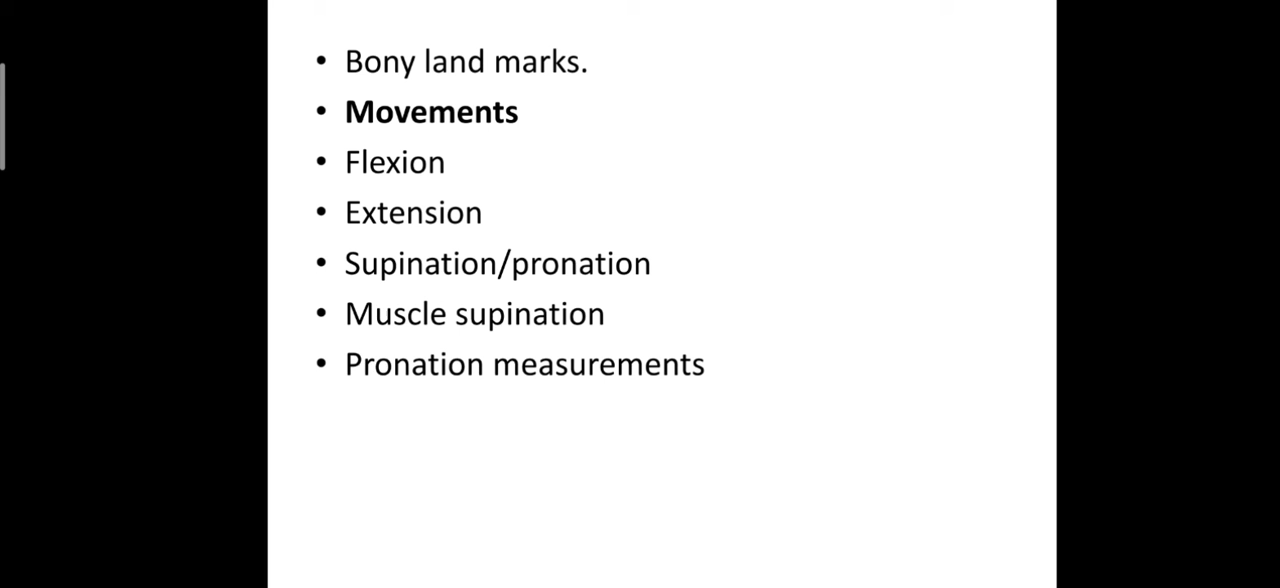 • Bony land marks.
• Movements
• Flexion
• Extension
• Supination/pronation
• Muscle supination
• Pronation measurements